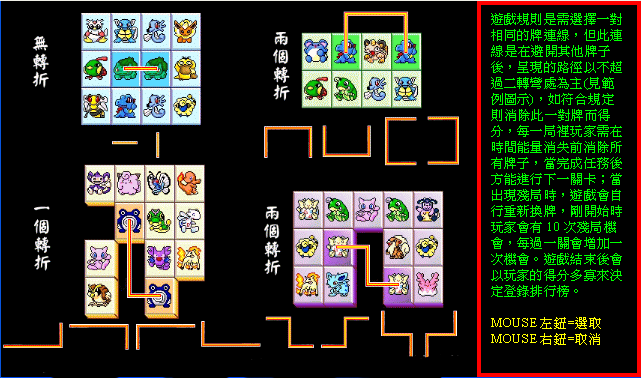 無轉折
兩個轉折
一個轉折
兩個轉折
遊戲規則是需選擇一對
相同的牌連線，但此連
線是在避開其他牌子
後，呈現的路徑以不超
過二轉彎處為主(見範
例圖示)，如符合規定
則消除此一對牌而得
分，每一局裡玩家需在
時間能量消失前消除所
有牌子，當完成任務後
方能進行下一關卡；當
出現殘局時，遊戲會自
行重新換牌，剛開始時
玩家會有 10 次殘局機
會，每過一關會增加一
次機會。遊戲結束後會
以玩家的得分多寡來決
定登錄排行榜。
MOUSE 左鈕=選取
MOUSE 右鈕=取消